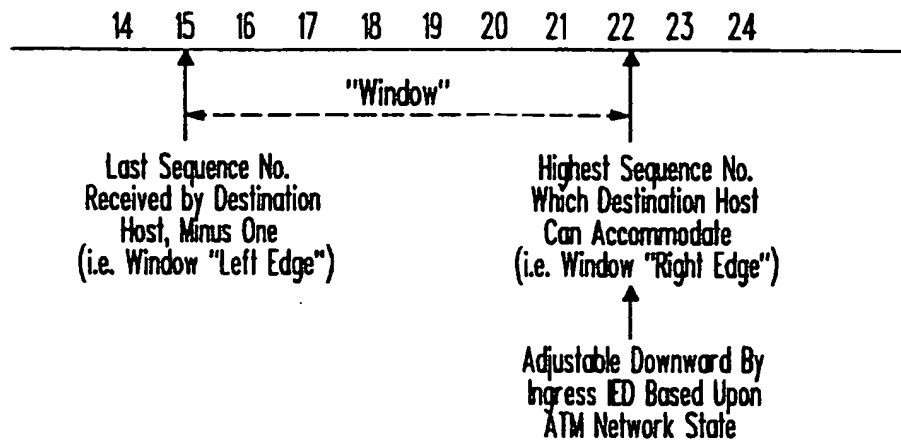 14 15 16 17 18 19 20 21 22 23 24
"Window"
Last Sequence No.
Received by Destination
Host, Minus One
(i.e. Window "Left Edge")
Highest Sequence No.
Which Destination Host
Can Accommodate
(i.e. Window "Right Edge")
Adjustable Downward By
Ingress IED Based Upon
ATM Network State